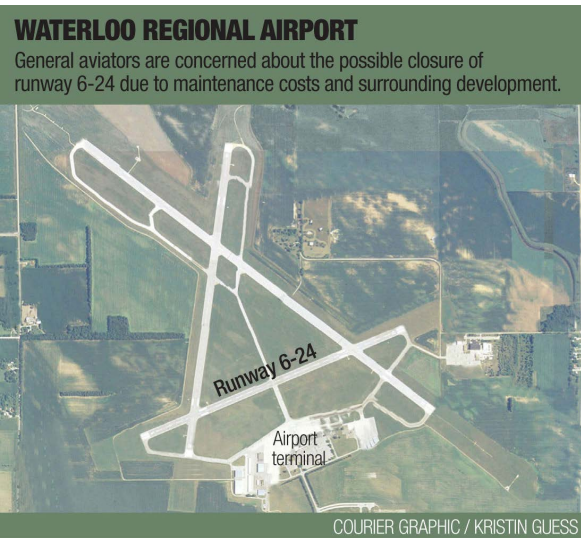 WATERLOO REGIONAL AIRPORT
General aviators are concerned about the possible closure of
runway 6-24 due to maintenance costs and surrounding development.
Runway 6-24
Airport
terminal
COURIER GRAPHIC / KRISTIN GUESS